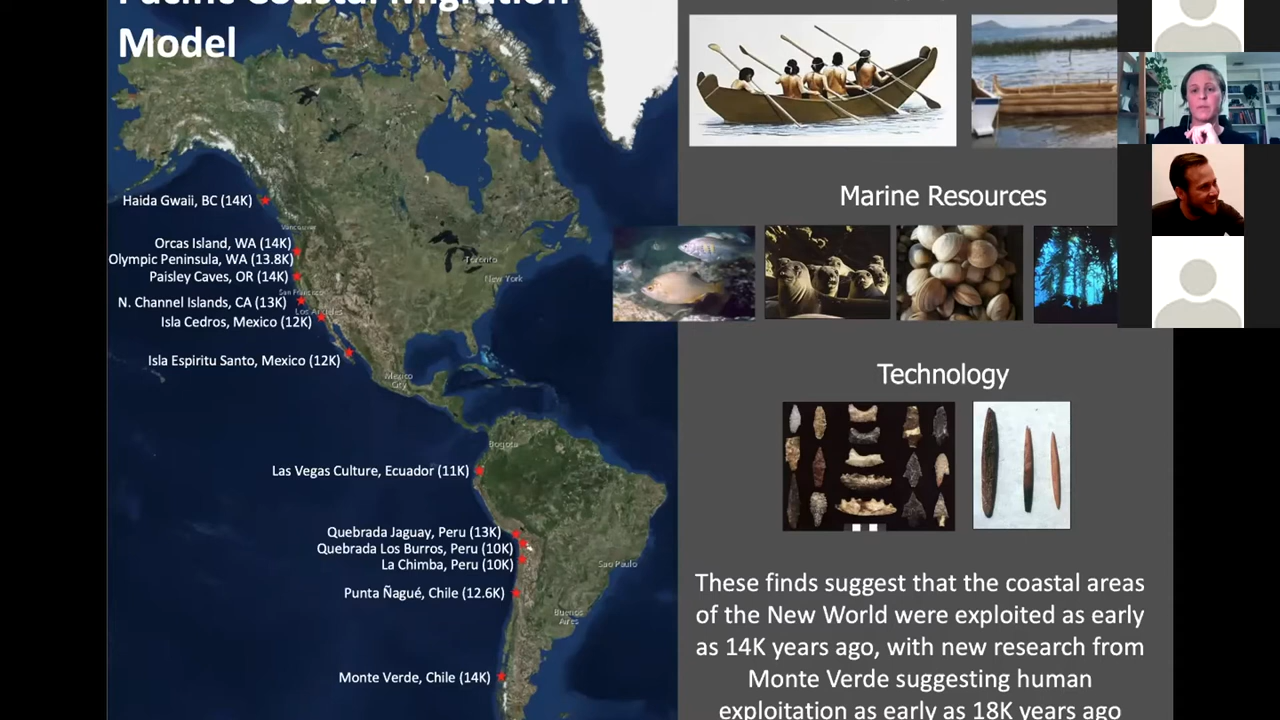 Pacific Coastal Migration
Model
Haida Gwaii, BC (14K)
Vancouver
Orcas Island, WA (14K)
Olympic Peninsula, WA (13.8K)
Toronto
Paisley Caves, OR (14K)
New York
San Francisco
N. Channel Islands, CA (13K)
Los Angeles
Isla Cedros, Mexico (12K)
Isla Espiritu Santo, Mexico (12K)
Mexico
City
Bogota
Las Vegas Culture, Ecuador (11K)
Quebrada Jaguay, Peru (13K)
Quebrada Los Burros, Peru (10K)
La Chimba, Peru (10K)
Sao Paulo
Punta Ñagué, Chile (12.6K)
Buenos
Aires
Monte Verde, Chile (14K)
Marine Resources
Technology
These finds suggest that the coastal areas
of the New World were exploited as early
as 14K years ago, with new research from
Monte Verde suggesting human
exploitation as early as 18K years ago